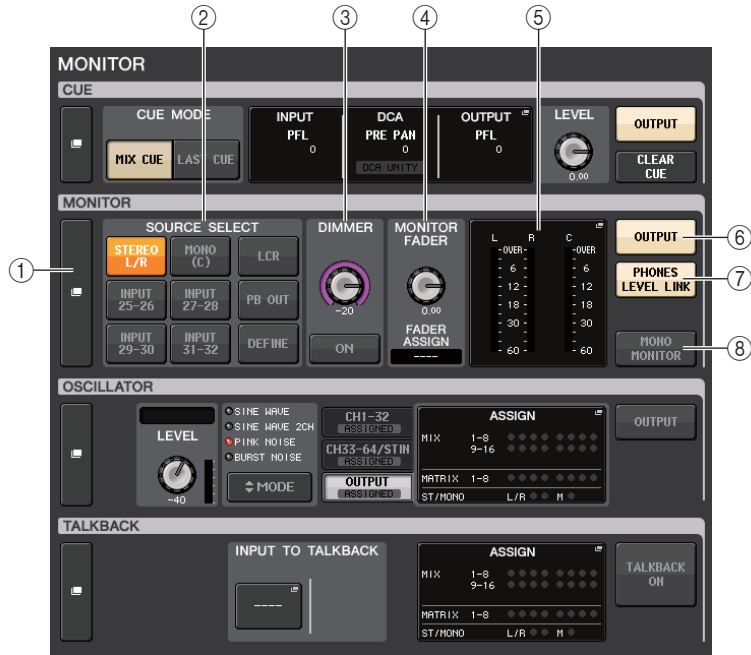 ① ② ③ ④ ⑤ ⑥ ⑦ ⑧
MONITOR
CUE
CUE MODE
MIX CUE
LAST CUE
INPUT
PFL
0
DCA
PRE PAN
0
DCA UNITY
OUTPUT
PFL
0
LEVEL
0.00
OUTPUT
CLEAR
CUE
MONITOR
SOURCE SELECT
STEREO
L/R
MONO
(C)
LCR
INPUT
25-26
INPUT
27-28
PB OUT
INPUT
29-30
INPUT
31-32
DEFINE
DIMMER
-20
ON
MONITOR
FADER
0.00
FADER
ASSIGN
----
L R C
-OVER- -OVER
- 6 - - 6
- 12 - - 12
- 18 - - 18
- 30 - - 30
- 60 - - 60
OUTPUT
PHONES
LEVEL LINK
MONO
MONITOR
OSCILLATOR
LEVEL
-40
SINE WAVE
SINE WAVE 2CH
PINK NOISE
BURST NOISE
MODE
CH1-32
ASSIGNED
CH33-64/STIN
ASSIGNED
OUTPUT
ASSIGNED
ASSIGN
MIX 1-8
9-16
MATRIX 1-8
ST/MONO L/R M
OUTPUT
TALKBACK
INPUT TO TALKBACK
----
ASSIGN
MIX 1-8
9-16
MATRIX 1-8
ST/MONO L/R M
TALKBACK
ON